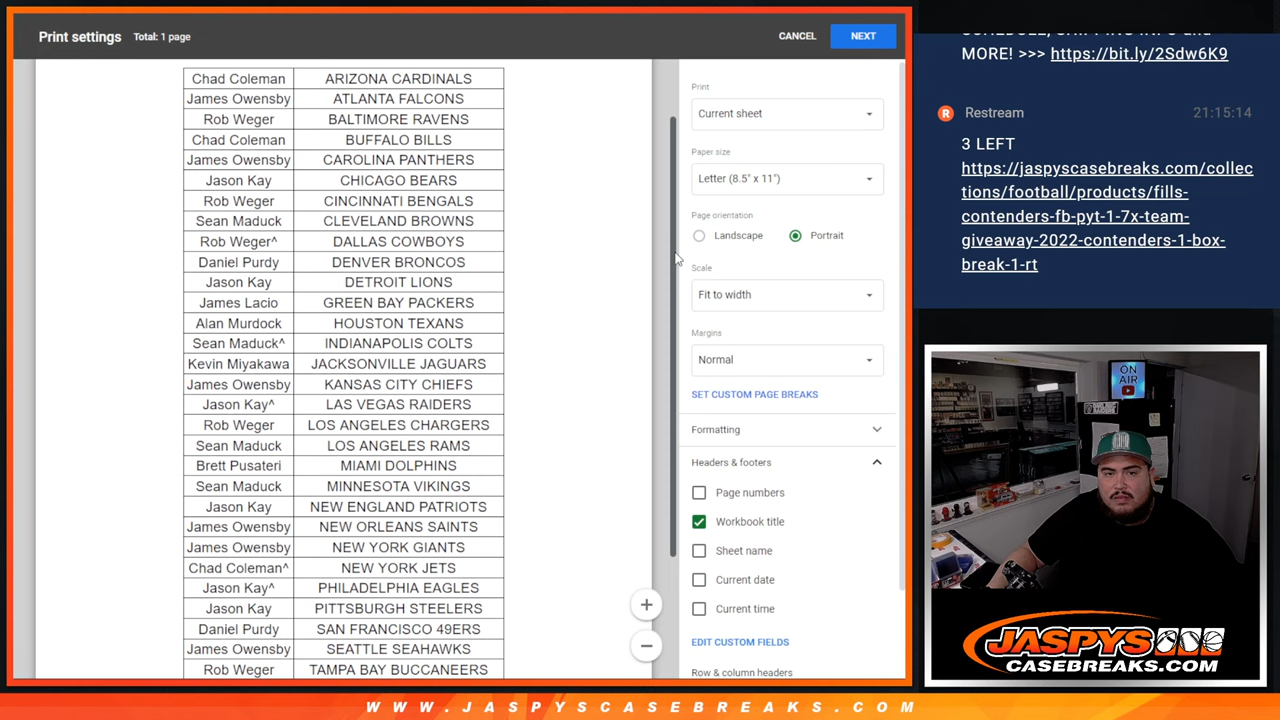 Print settings Total: 1 page CANCEL NEXT
Chad Coleman ARIZONA CARDINALS
James Owensby ATLANTA FALCONS
Rob Weger BALTIMORE RAVENS
Chad Coleman BUFFALO BILLS
James Owensby CAROLINA PANTHERS
Jason Kay CHICAGO BEARS
Rob Weger CINCINNATI BENGALS
Sean Maduck CLEVELAND BROWNS
Rob Weger^ DALLAS COWBOYS
Daniel Purdy DENVER BRONCOS
Jason Kay DETROIT LIONS
James Lacio GREEN BAY PACKERS
Alan Murdock HOUSTON TEXANS
Sean Maduck^ INDIANAPOLIS COLTS
Kevin Miyakawa JACKSONVILLE JAGUARS
James Owensby KANSAS CITY CHIEFS
Jason Kay^ LAS VEGAS RAIDERS
Rob Weger LOS ANGELES CHARGERS
Sean Maduck LOS ANGELES RAMS
Brett Pusateri MIAMI DOLPHINS
Sean Maduck MINNESOTA VIKINGS
Jason Kay NEW ENGLAND PATRIOTS
James Owensby NEW ORLEANS SAINTS
James Owensby NEW YORK GIANTS
Chad Coleman^ NEW YORK JETS
Jason Kay^ PHILADELPHIA EAGLES
Jason Kay PITTSBURGH STEELERS
Daniel Purdy SAN FRANCISCO 49ERS
James Owensby SEATTLE SEAHAWKS
Rob Weger TAMPA BAY BUCCANEERS
Print
Current sheet
Paper size
Letter (8.5" x 11")
Page orientation
Landscape Portrait
Scale
Fit to width
Margins
Normal
SET CUSTOM PAGE BREAKS
Formatting
Headers & footers
Page numbers
Workbook title
Sheet name
Current date
Current time
EDIT CUSTOM FIELDS
Row & column headers
SCHEDULE, SHIPPING INFO and
MORE! >>> https://bit.ly/2Sdw6K9
Restream 21:15:14
3 LEFT
https://jaspyscasebreaks.com/collec
tions/football/products/fills-
contenders-fb-pyt-1-7x-team-
giveaway-2022-contenders-1-box-
break-1-rt
ON
AIR
JASPYS
CASEBREAKS.COM
WWW.JASPYSCASEBREAKS.COM